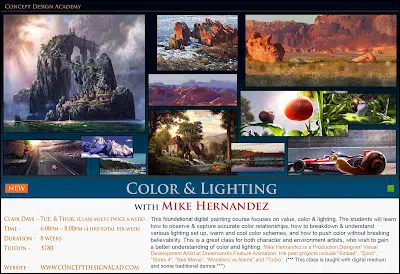 Concept Design Academy
NEW
Color & Lighting
with Mike Hernandez
Class Days - Tue. & Thur. (class meets twice a week)
Time - 6:00pm - 8:00pm (4 hrs total per week)
Duration - 8 weeks
Tuition - $780
Website - www.conceptdesignacad.com
This foundational digital painting course focuses on value, color & lighting. The students will learn
how to observe & capture accurate color relationships, how to breakdown & understand
various lighting set up, warm and cool color schemes, and how to push color without breaking
believability. This is a great class for both character and environment artists, who wish to gain
a better understanding of color and lighting. Mike Hernandez is a Production Designer/ Visual
Development Artist at Dreamworks Feature Animation. His past projects include "Sinbad", "Spirit",
"Shrek 4", "Bee Movie", "Monsters vs Aliens" and "Turbo". (*** This class is taught with digital medium
and some traditional demos.***)